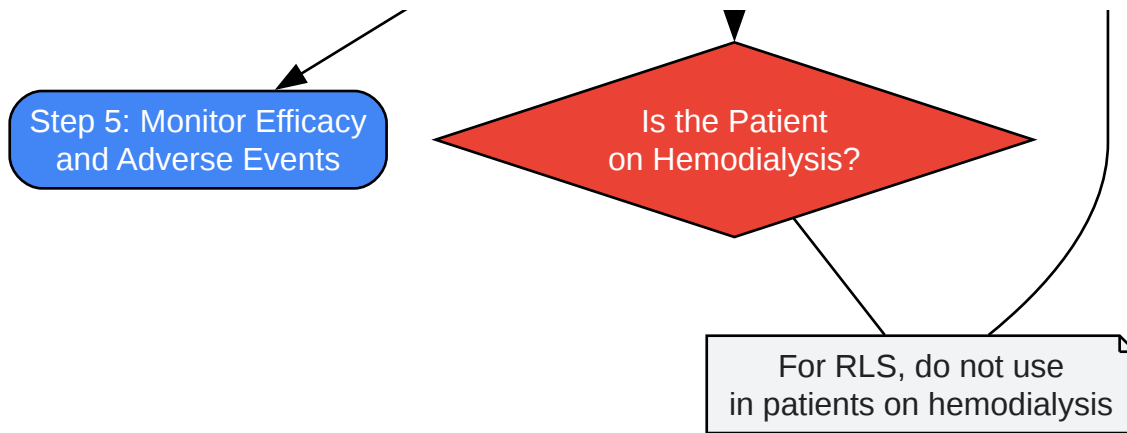 Step 5: Monitor Efficacy
and Adverse Events
Is the Patient
on Hemodialysis?
For RLS, do not use
in patients on hemodialysis